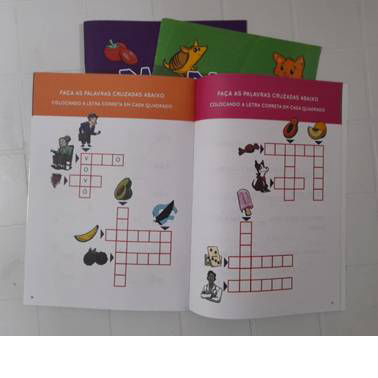 FAÇA AS PALAVRAS CRUZADAS ABAIXO
COLOCANDO A LETRA CORRETA EM CADA QUADRADO
V O
O
V
Ó
FAÇA AS PALAVRAS CRUZADAS ABAIXO
COLOCANDO A LETRA CORRETA EM CADA QUADRADO